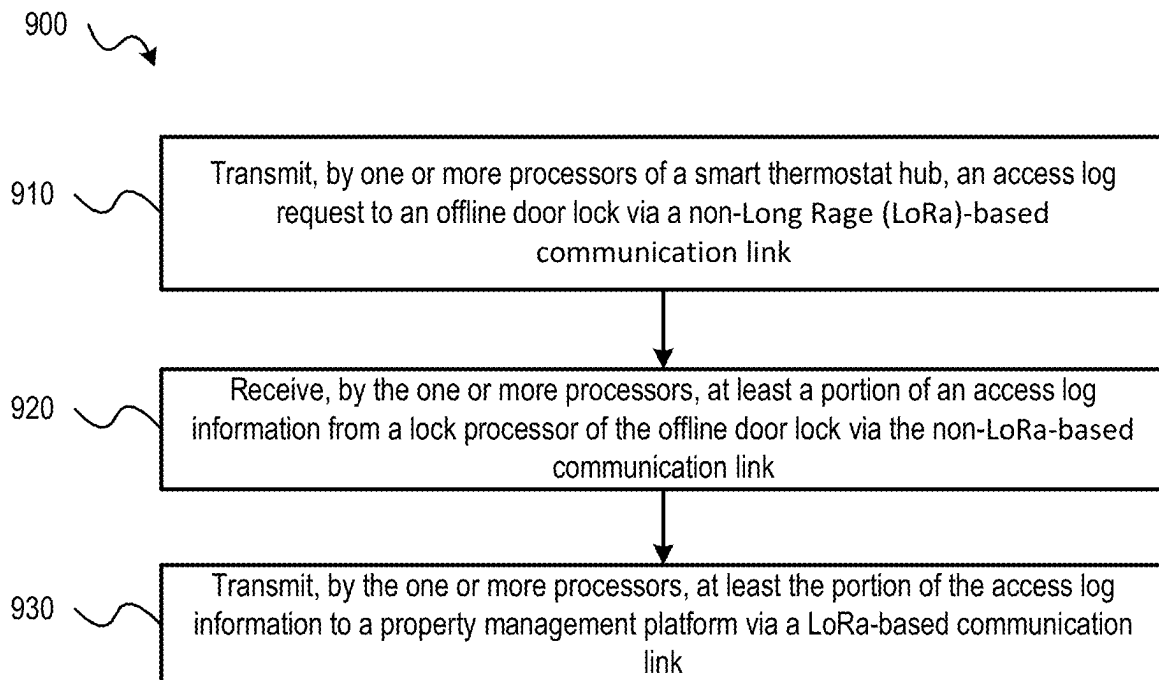 900
910
Transmit, by one or more processors of a smart thermostat hub, an access log
request to an offline door lock via a non-Long Rage (LoRa)-based
communication link
920
Receive, by the one or more processors, at least a portion of an access log
information from a lock processor of the offline door lock via the non-LoRa-based
communication link
930
Transmit, by the one or more processors, at least the portion of the access log
information to a property management platform via a LoRa-based communication
link